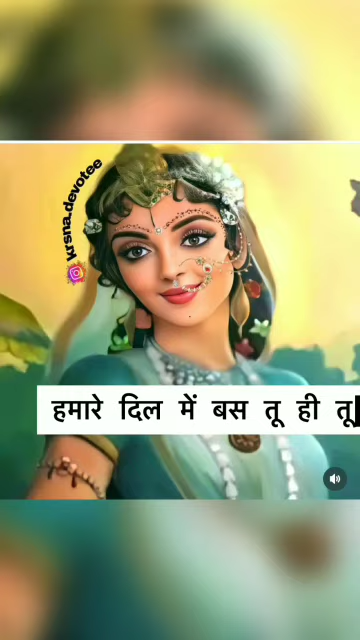 krsna.devotee
हमारे दिल में बस तू ही तू